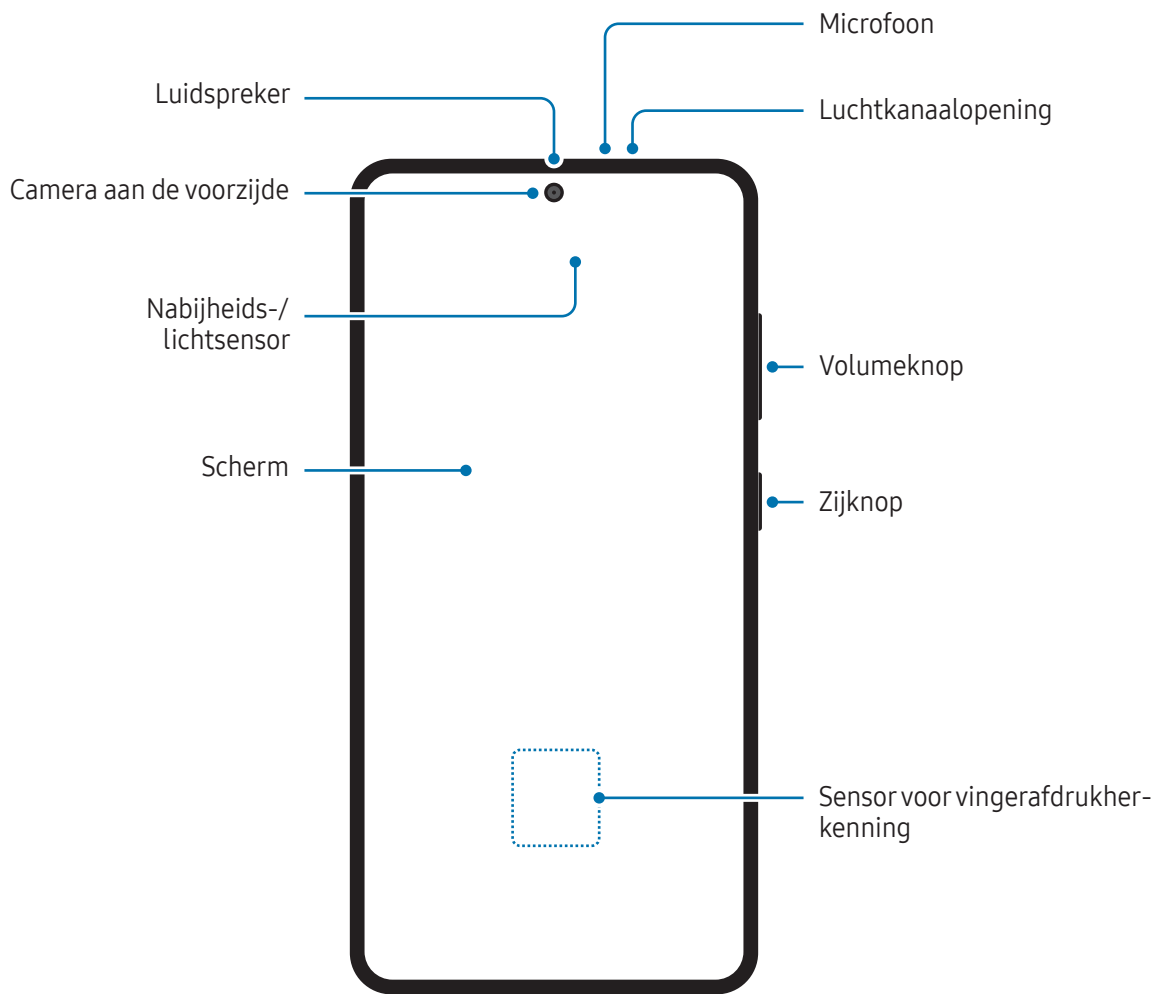 Microfoon
Luidspreker
Luchtkanaalopening
Camera aan de voorzijde
Nabijheids-/
lichtsensor
Volumeknop
Scherm
Zijknop
Sensor voor vingerafdrukher-
kenning